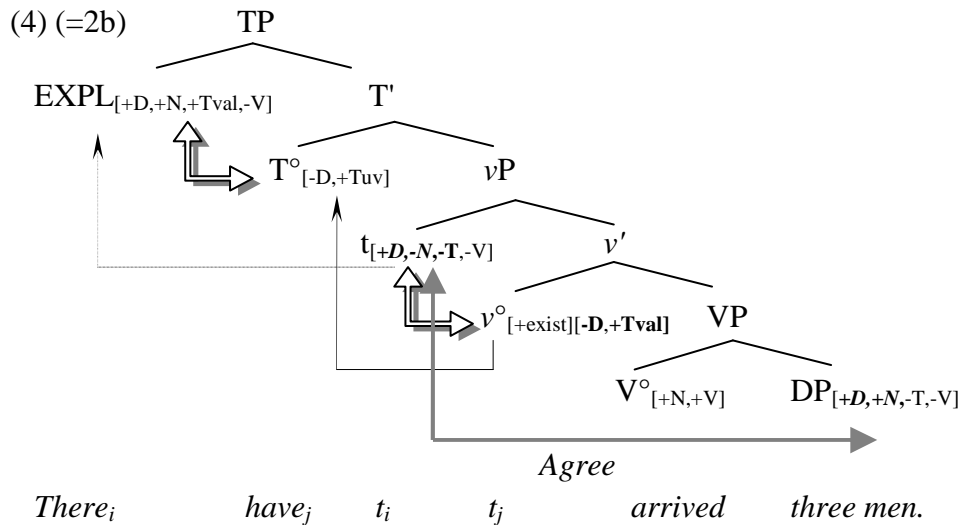 (4) (=2b) TP
EXPL[+D,+N,+Tval,-V] T'
T°[-D,+Tuv] vP
t[+D,-N,-T,-V] v'
v°[+exist][-D,+Tval] VP
V°[+N,+V] DP[+D,+N,-T,-V]
Agree
Thereᵢ haveⱼ tᵢ tⱼ arrived three men.